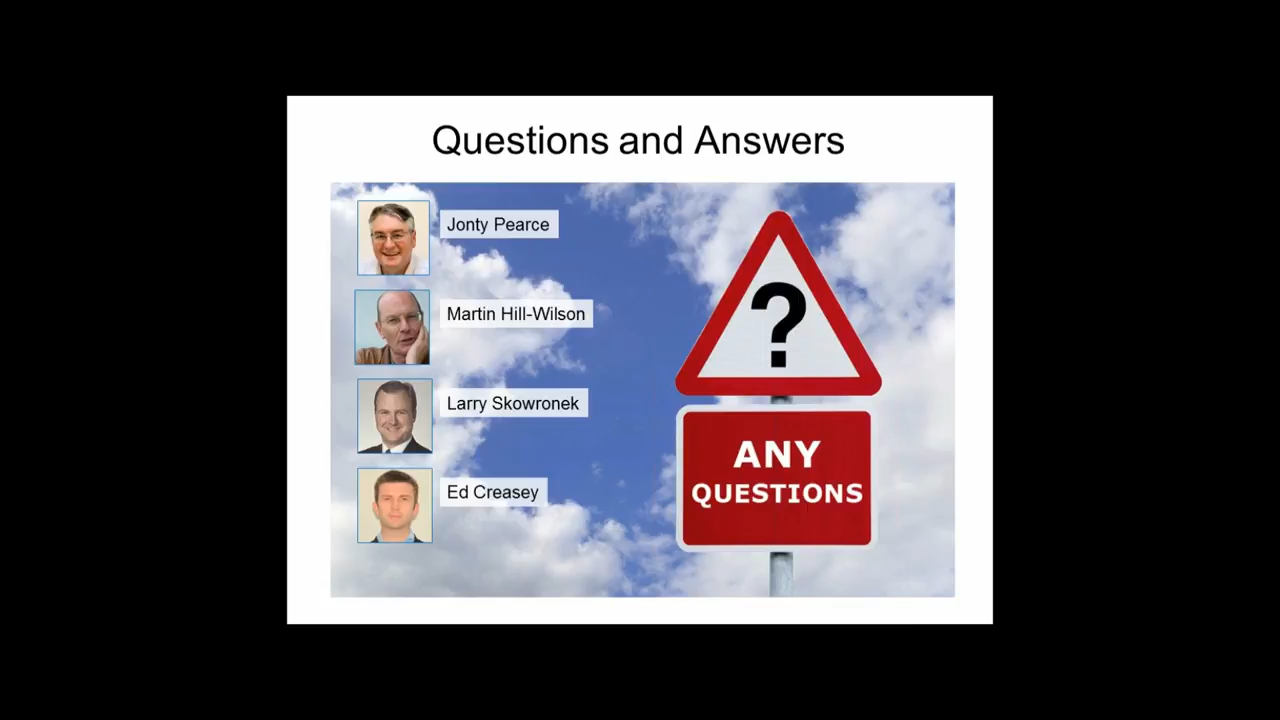 Questions and Answers
Jonty Pearce
Martin Hill-Wilson
Larry Skowronek
Ed Creasey
?
ANY
QUESTIONS